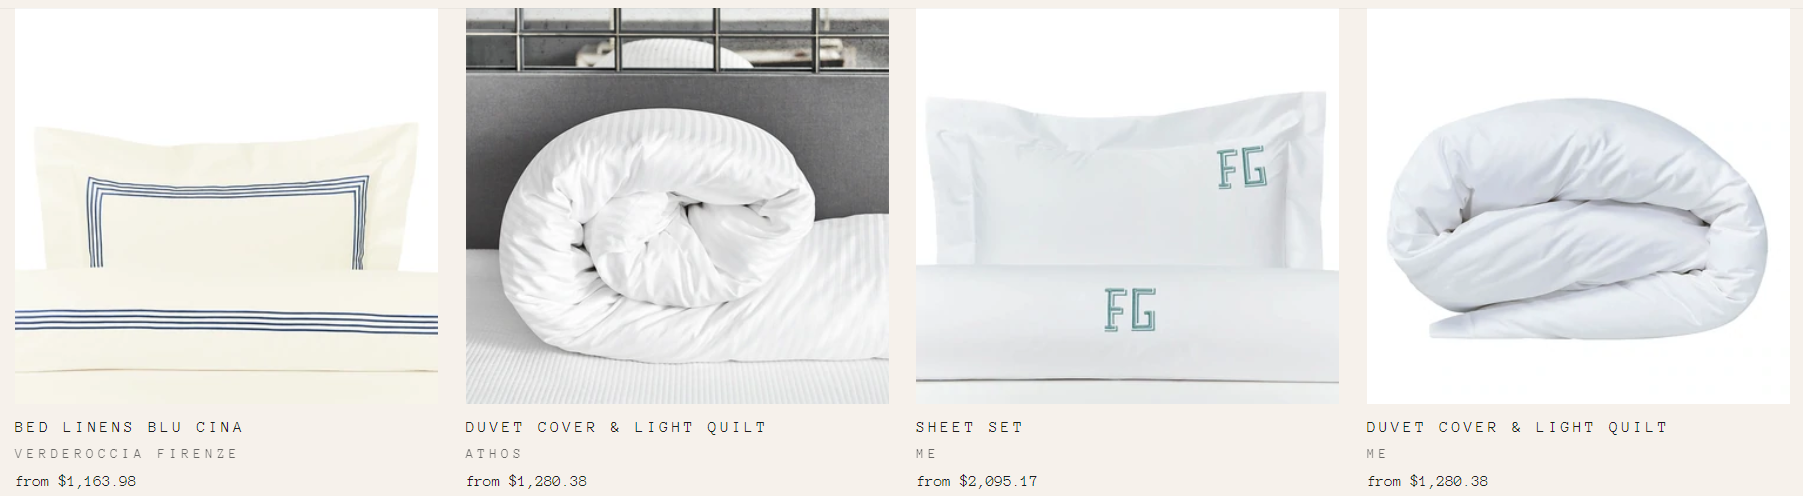 FG
FG
BED LINENS BLU CINA
VERDEROCCIA FIRENZE
from $1,163.98
DUVET COVER & LIGHT QUILT
ATHOS
from $1,280.38
SHEET SET
ME
from $2,095.17
DUVET COVER & LIGHT QUILT
ME
from $1,280.38